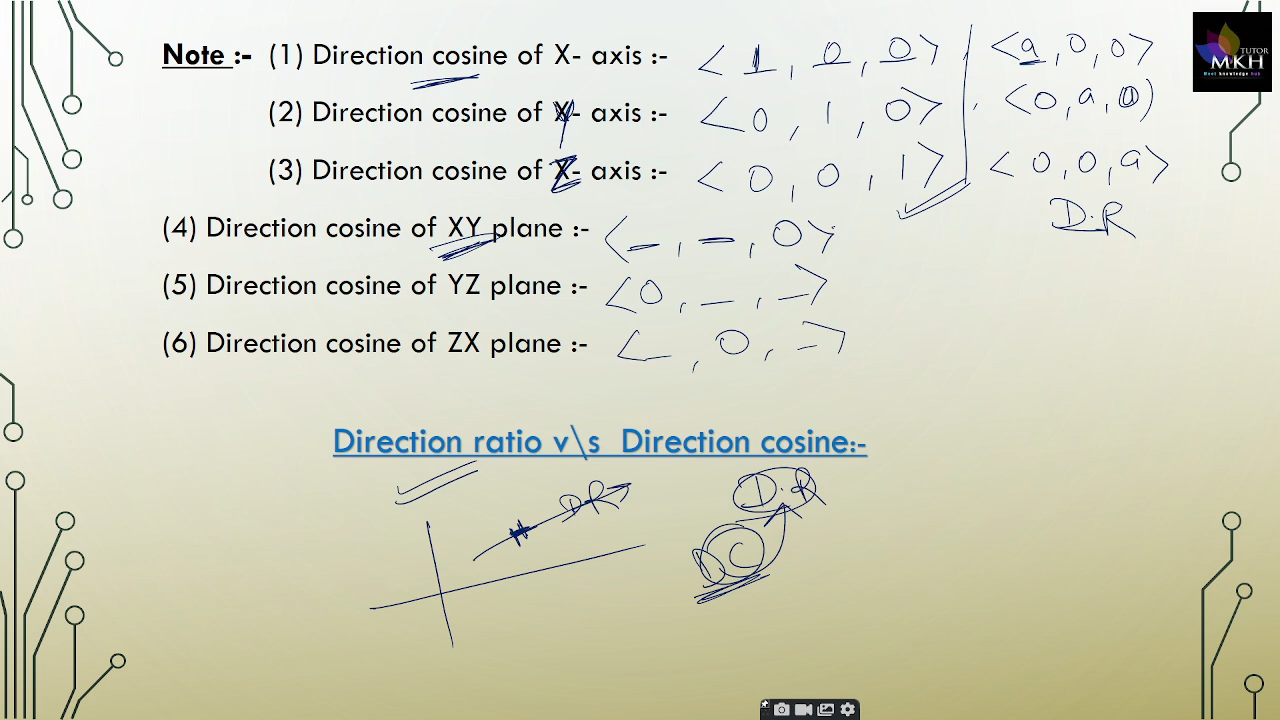 Note :- (1) Direction cosine of X- axis :- < 1 , 0 , 0 > <a, 0, 0>
(2) Direction cosine of Y- axis :- < 0 , 1 , 0 > <0, a, 0)
(3) Direction cosine of Z- axis :- < 0 , 0 , 1 > < 0, 0, a >
D.R
(4) Direction cosine of XY plane :- < _ , _ , 0 >
(5) Direction cosine of YZ plane :- < 0 , _ , _ >
(6) Direction cosine of ZX plane :- < _ , 0 , _ >
Direction ratio v\s Direction cosine:-
DR D.R
DC
TUTOR
MKH
Meet knowledge hub